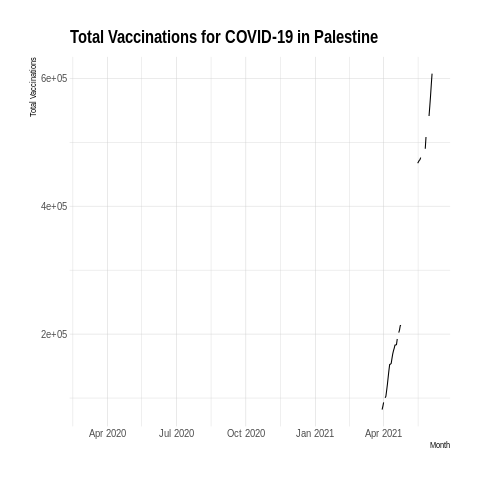 Total Vaccinations for COVID-19 in Palestine
Total Vaccinations
6e+05
4e+05
2e+05
Apr 2020 Jul 2020 Oct 2020 Jan 2021 Apr 2021
Month